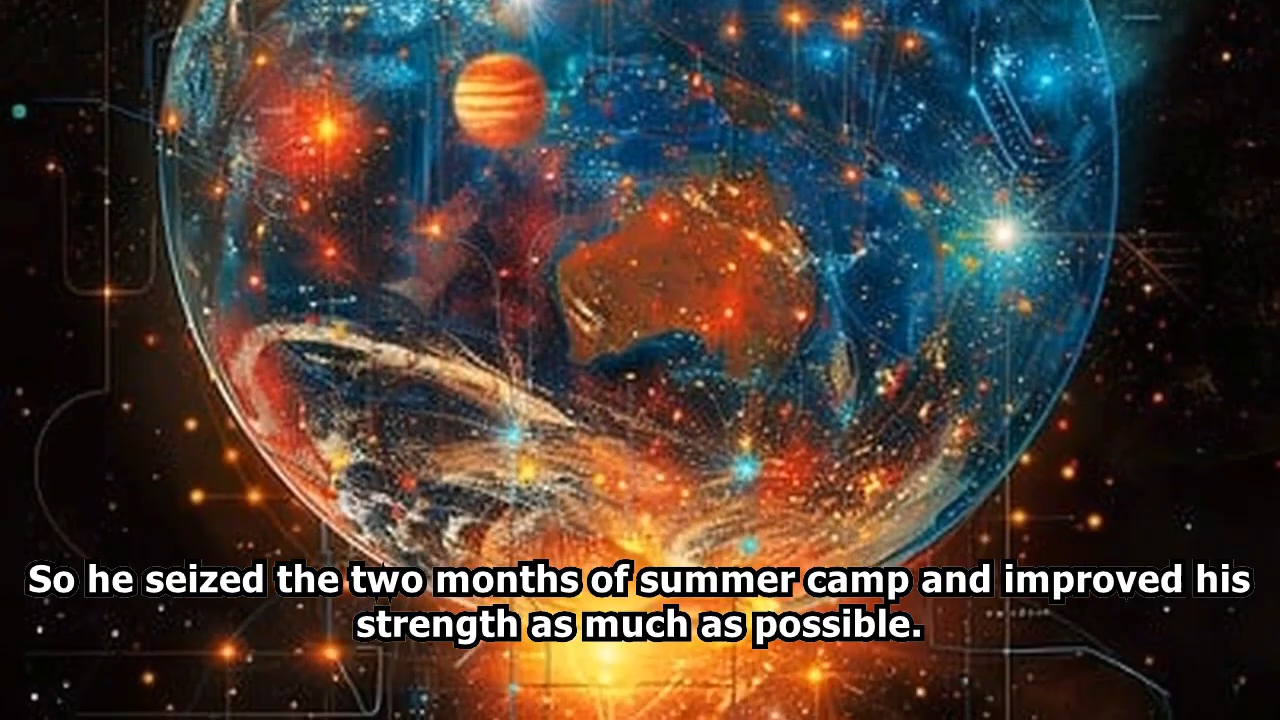 So he seized the two months of summer camp and improved his
strength as much as possible.